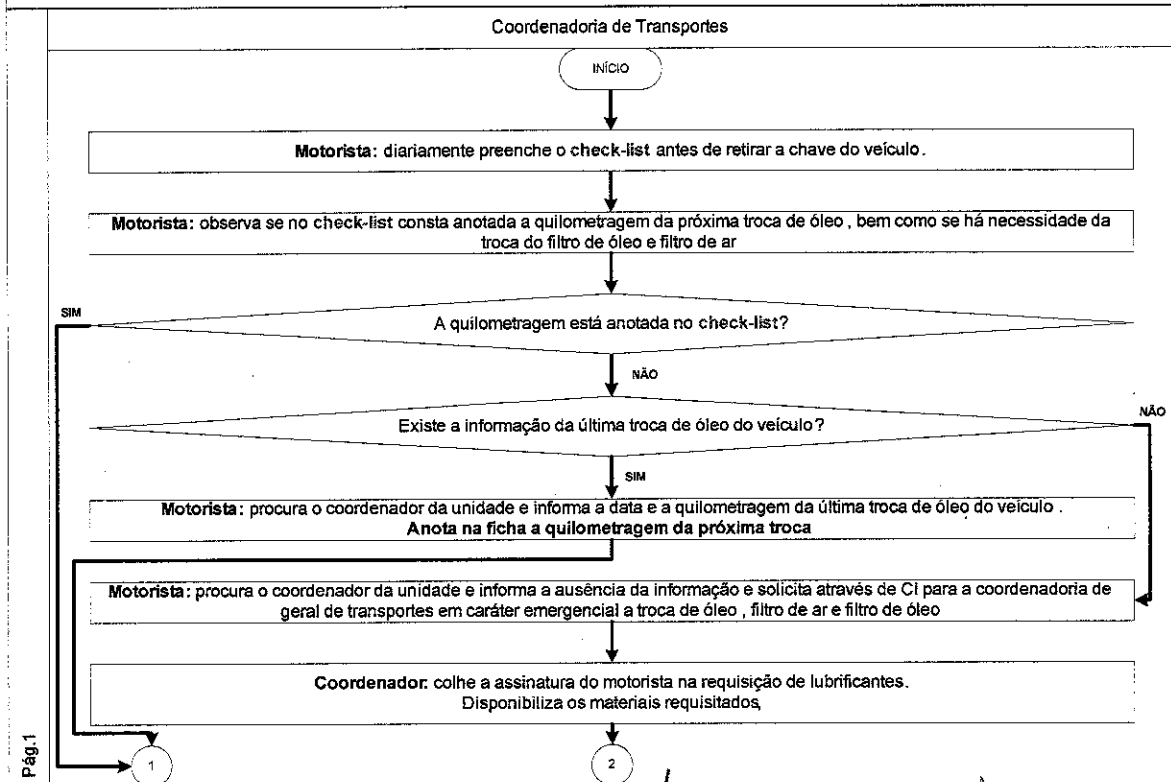 Coordenadoria de Transportes
INÍCIO
Motorista: diariamente preenche o check-list antes de retirar a chave do veículo.
Motorista: observa se no check-list consta anotada a quilometragem da próxima troca de óleo , bem como se há necessidade da
troca do filtro de óleo e filtro de ar
SIM
A quilometragem está anotada no check-list?
NÃO
NÃO
Existe a informação da última troca de óleo do veículo?
SIM
Motorista: procura o coordenador da unidade e informa a data e a quilometragem da última troca de óleo do veículo .
Anota na ficha a quilometragem da próxima troca
Motorista: procura o coordenador da unidade e informa a ausência da informação e solicita através de CI para a coordenadoria de
geral de transportes em caráter emergencial a troca de óleo , filtro de ar e filtro de óleo
Coordenador: colhe a assinatura do motorista na requisição de lubrificantes.
Disponibiliza os materiais requisitados,
Pág.1
1
2